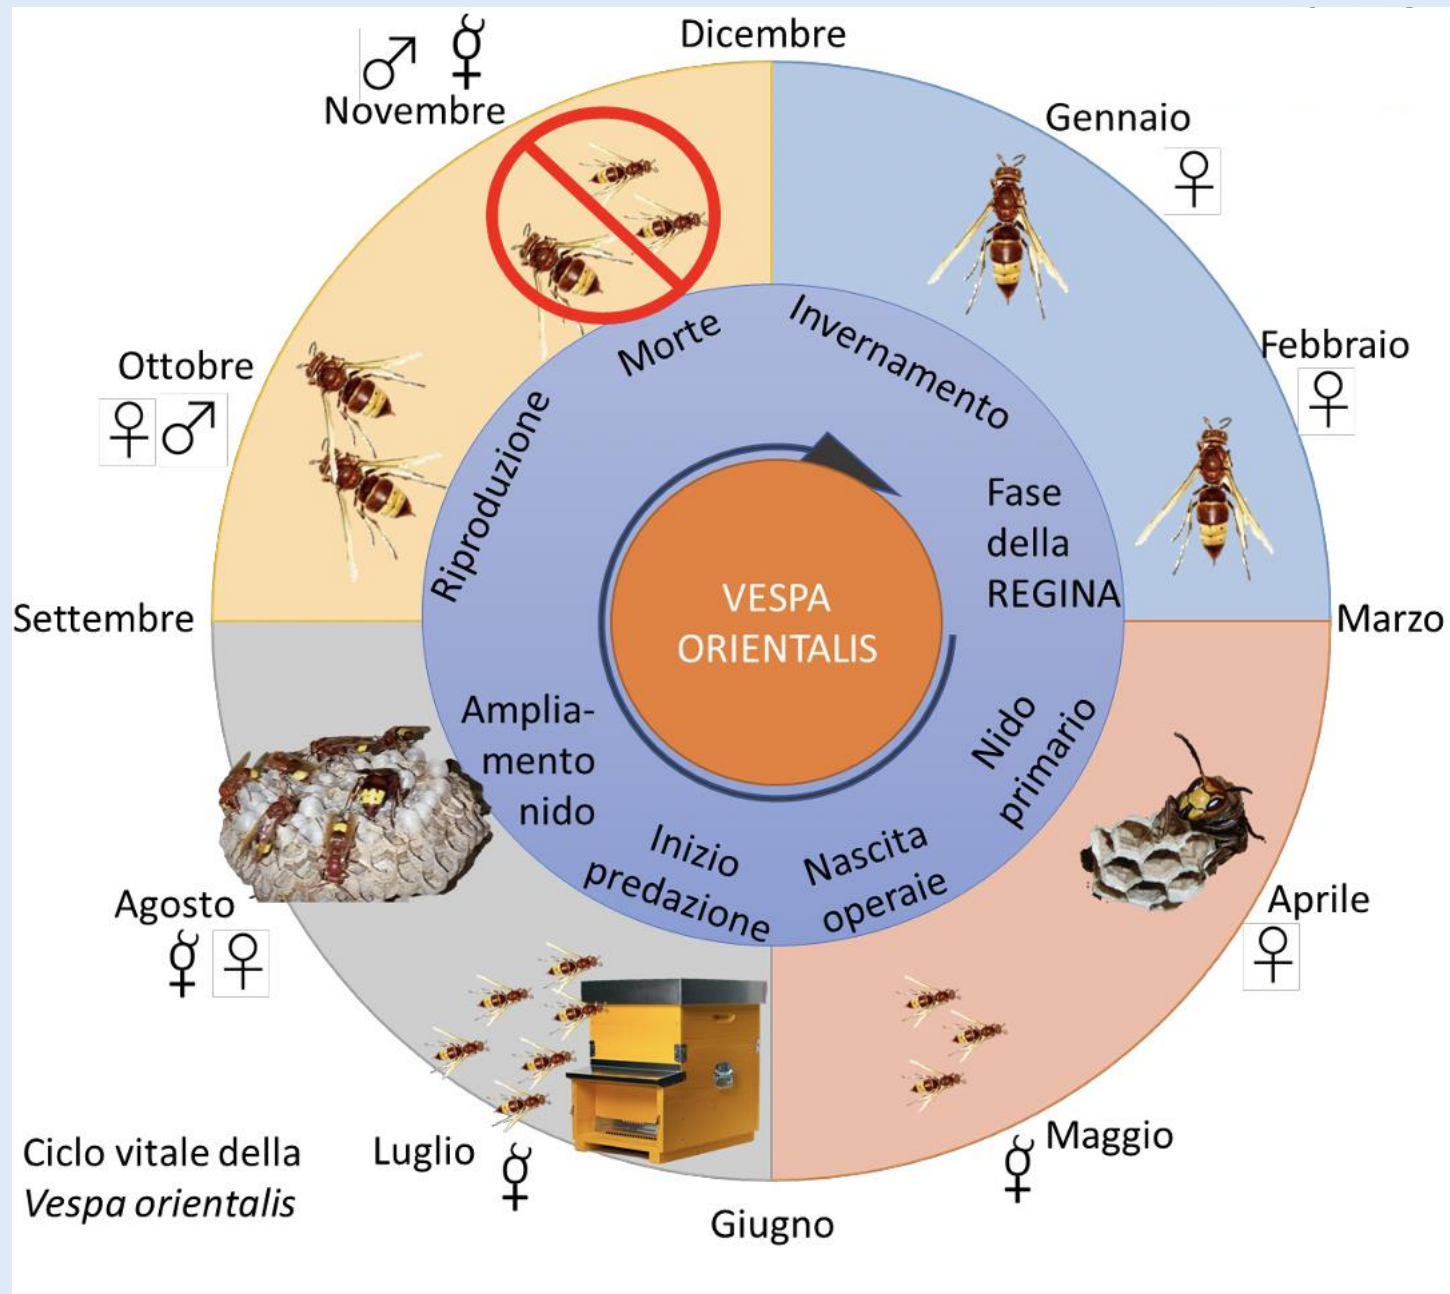 Dicembre
Gennaio
Febbraio
Marzo
Aprile
Maggio
Giugno
Luglio
Agosto
Settembre
Ottobre
Novembre
Invernamento
Fase
della
REGINA
Nido
primario
Nascita
operaie
Inizio
predazione
Amplia-
mento
nido
Riproduzione
Morte
VESPA
ORIENTALIS
Ciclo vitale della
Vespa orientalis